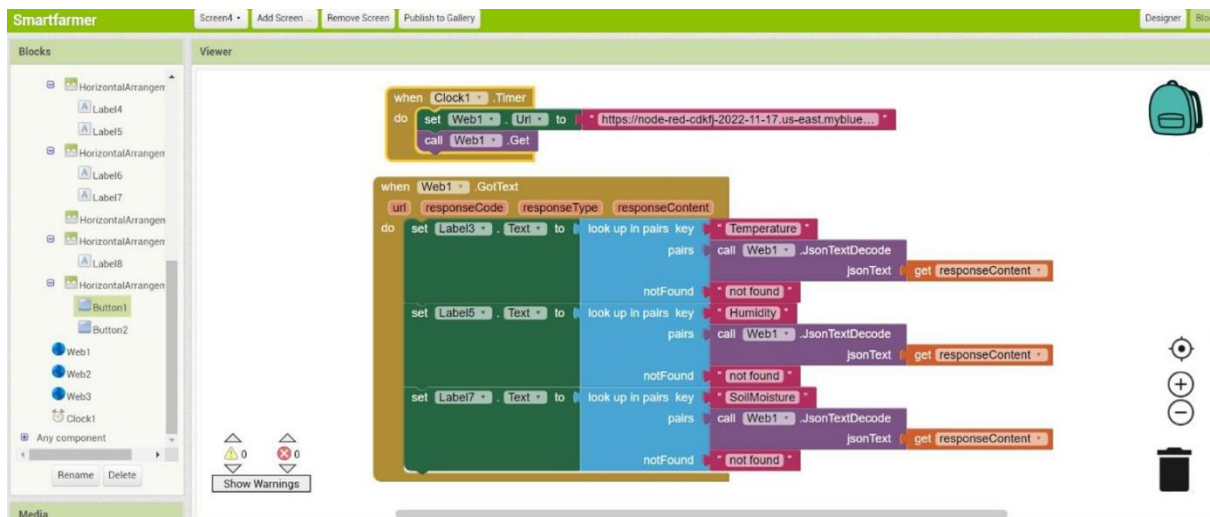 Smartfarmer
Screen4
Add Screen ...
Remove Screen
Publish to Gallery
Designer
Blocks
Viewer
HorizontalArrangem
Label4
Label5
HorizontalArrangem
Label6
Label7
HorizontalArrangem
HorizontalArrangem
Label8
HorizontalArrangem
Button1
Button2
Web1
Web2
Web3
Clock1
Any component
Rename
Delete
Media
when Clock1 .Timer
do set Web1 . Url to " https://node-red-cdkfj-2022-11-17.us-east.myblue... "
call Web1 .Get
when Web1 .GotText
url responseCode responseType responseContent
do set Label3 . Text to look up in pairs key " Temperature "
pairs call Web1 .JsonTextDecode
jsonText get responseContent
notFound " not found "
set Label5 . Text to look up in pairs key " Humidity "
pairs call Web1 .JsonTextDecode
jsonText get responseContent
notFound " not found "
set Label7 . Text to look up in pairs key " SoilMoisture "
pairs call Web1 .JsonTextDecode
jsonText get responseContent
notFound " not found "
0 0
Show Warnings